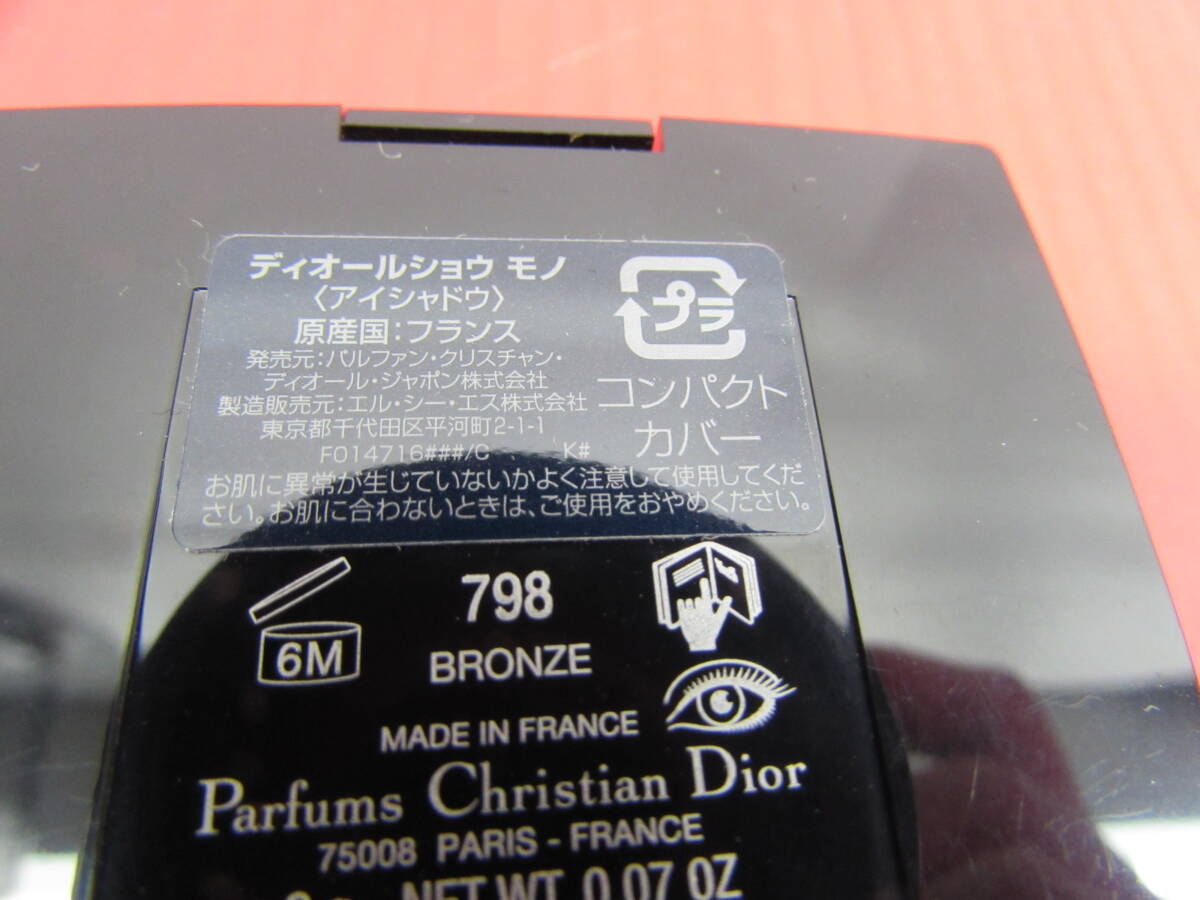 ディオールショウ モノ
〈アイシャドウ〉
原産国:フランス
発売元:パルファン・クリスチャン・
ディオール・ジャポン株式会社
製造販売元:エル・シー・エス株式会社
東京都千代田区平河町2-1-1
F014716###/C K#
プラ
コンパクト
カバー
お肌に異常が生じていないかよく注意して使用してくだ
さい。お肌に合わないときは、ご使用をおやめください。
6M
798
BRONZE
MADE IN FRANCE
Parfums Christian Dior
75008 PARIS - FRANCE
NET WT. 0.07 OZ